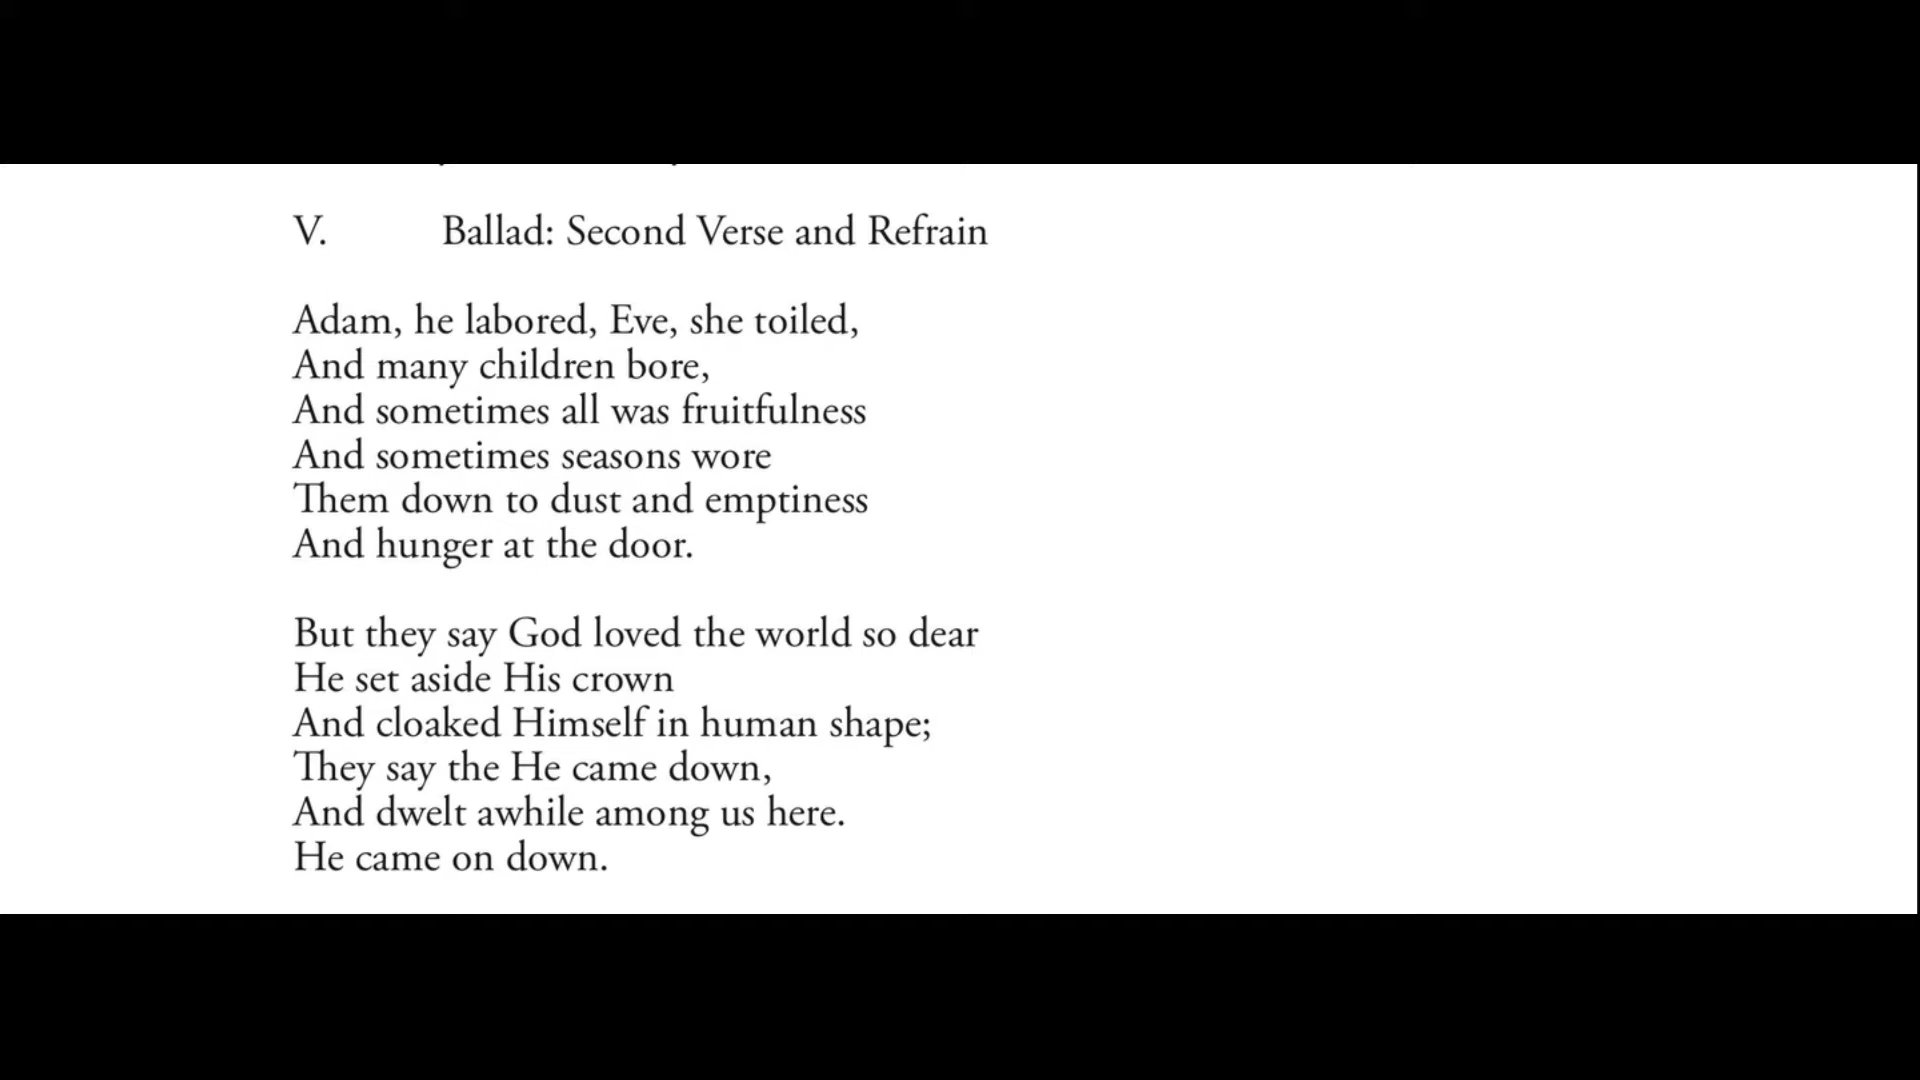 V. Ballad: Second Verse and Refrain
Adam, he labored, Eve, she toiled,
And many children bore,
And sometimes all was fruitfulness
And sometimes seasons wore
Them down to dust and emptiness
And hunger at the door.
But they say God loved the world so dear
He set aside His crown
And cloaked Himself in human shape;
They say the He came down,
And dwelt awhile among us here.
He came on down.